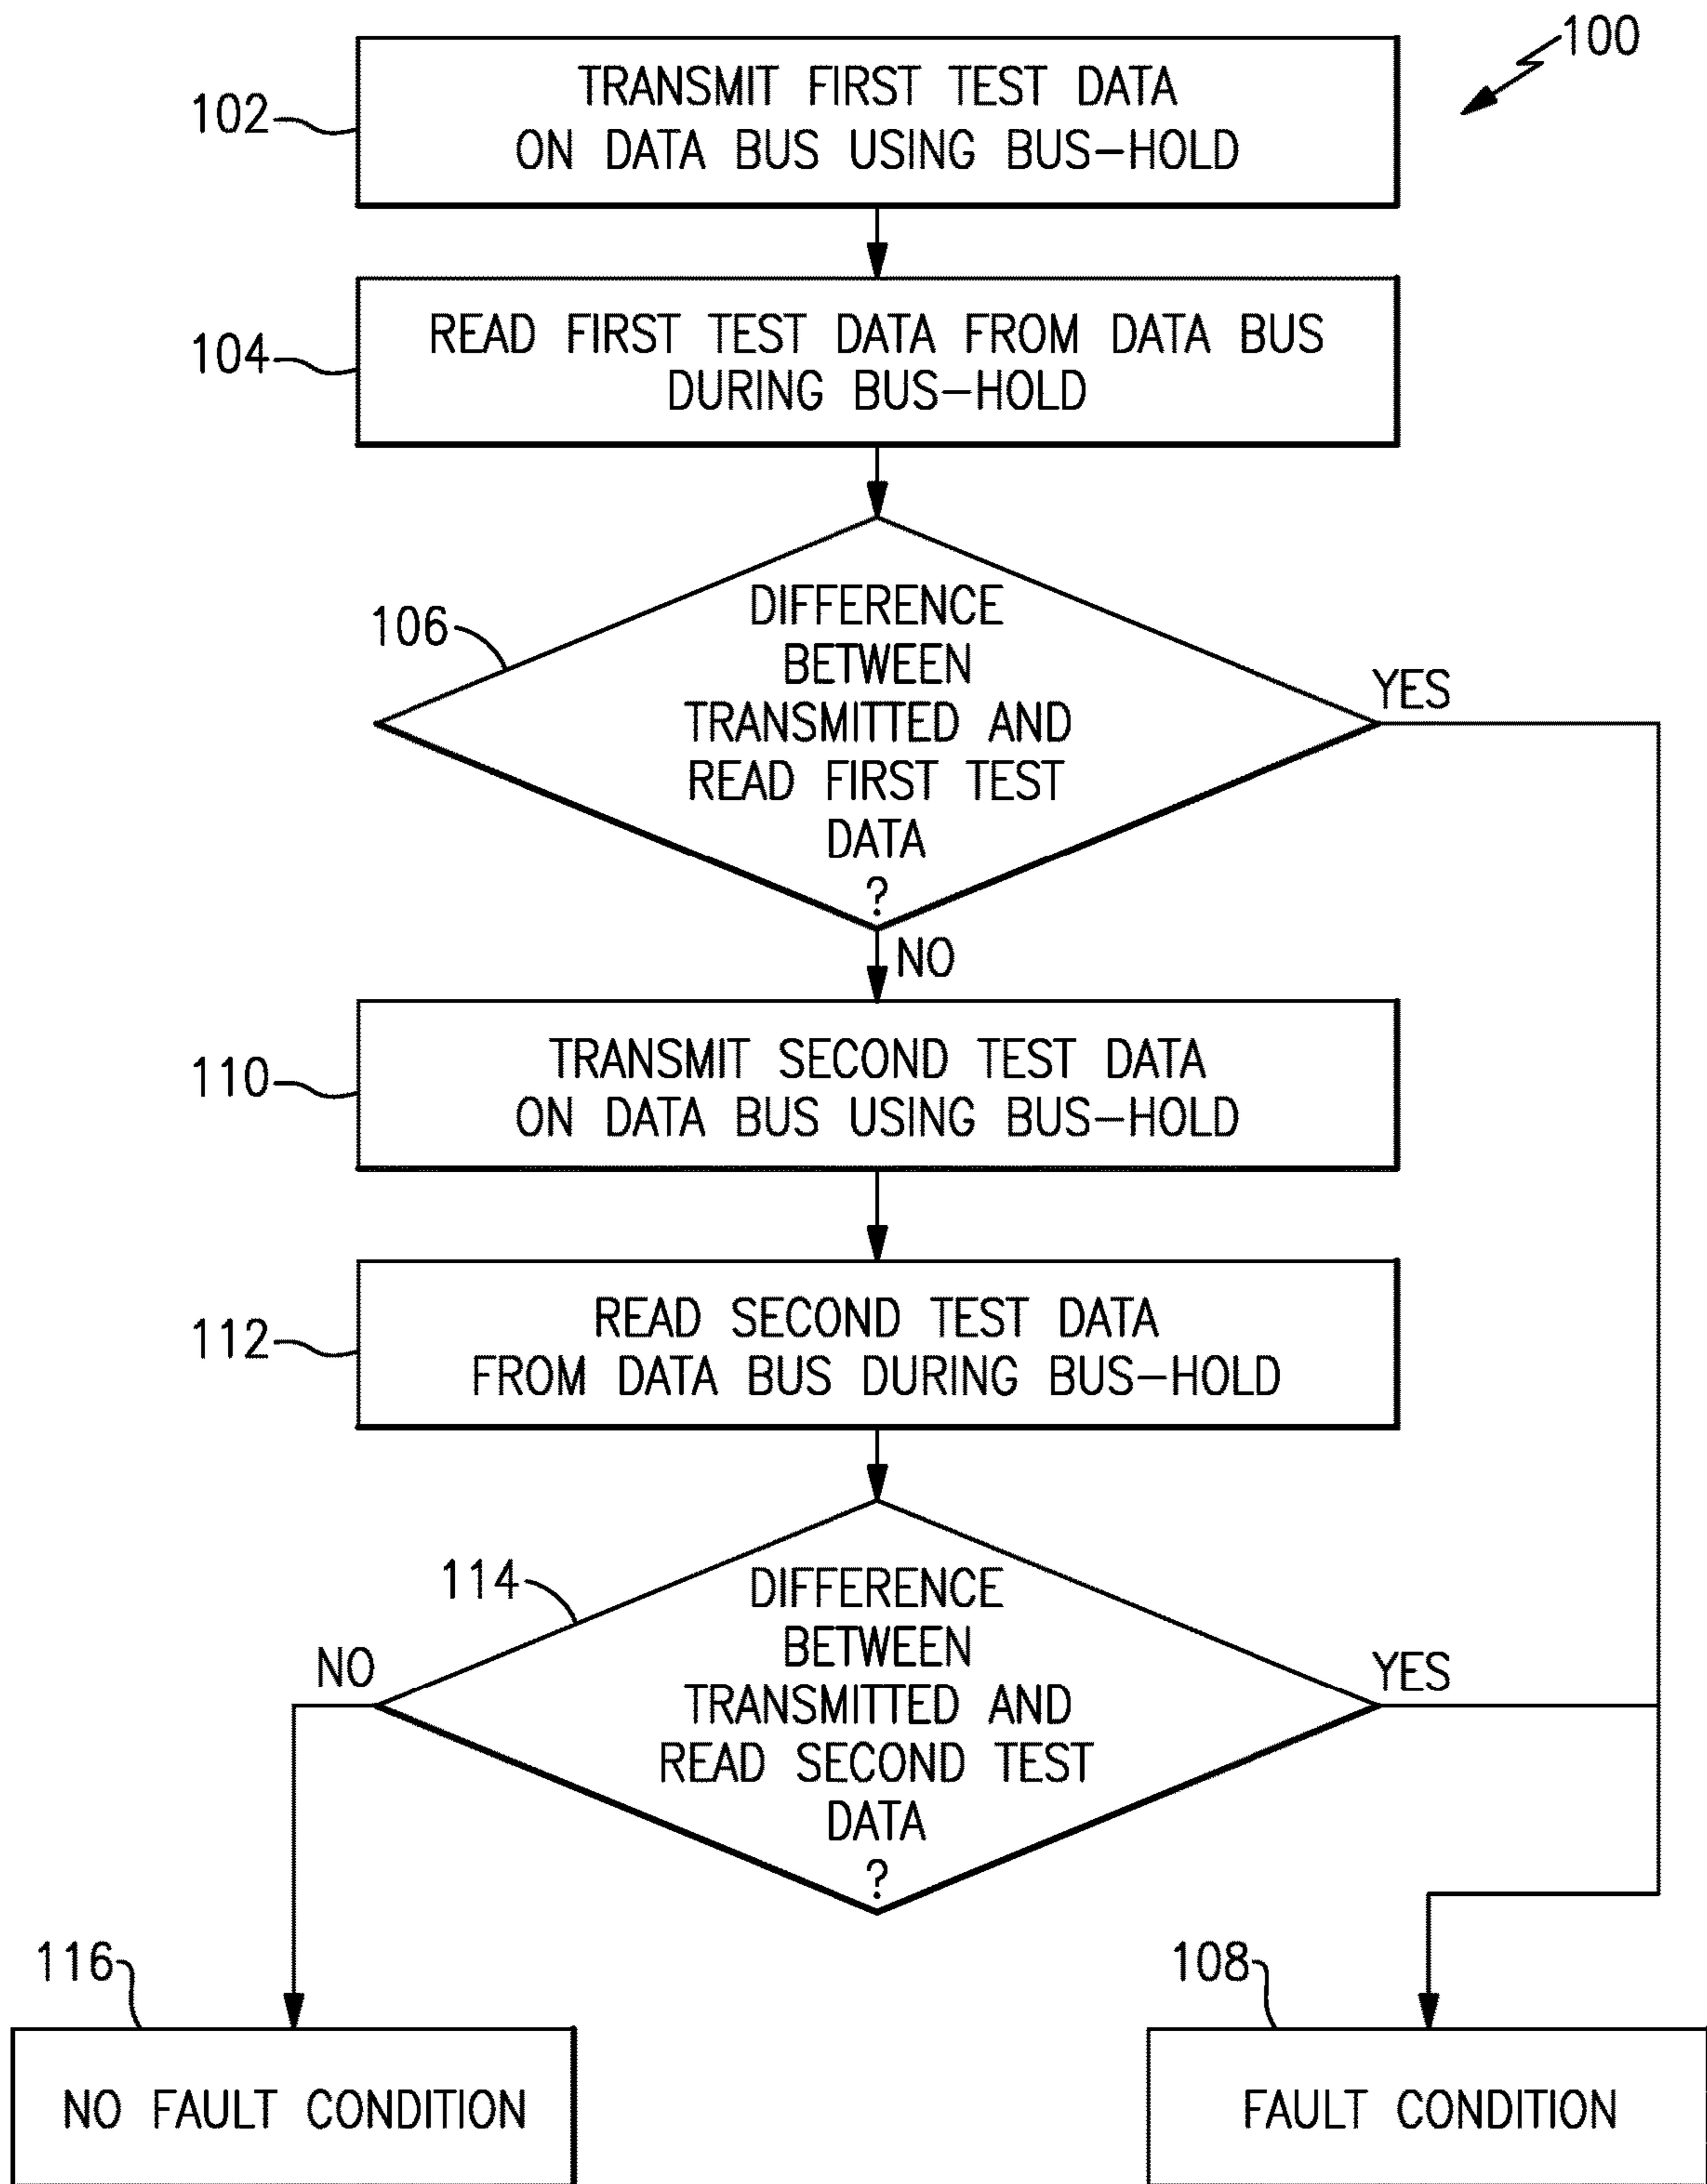 100
102
TRANSMIT FIRST TEST DATA
ON DATA BUS USING BUS-HOLD
104
READ FIRST TEST DATA FROM DATA BUS
DURING BUS-HOLD
106
DIFFERENCE
BETWEEN
TRANSMITTED AND
READ FIRST TEST
DATA
?
YES
NO
110
TRANSMIT SECOND TEST DATA
ON DATA BUS USING BUS-HOLD
112
READ SECOND TEST DATA
FROM DATA BUS DURING BUS-HOLD
114
DIFFERENCE
BETWEEN
TRANSMITTED AND
READ SECOND TEST
DATA
?
NO
YES
116
NO FAULT CONDITION
108
FAULT CONDITION